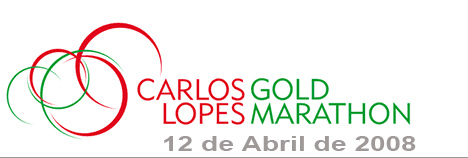 CARLOS GOLD
LOPES MARATHON
12 de Abril de 2008